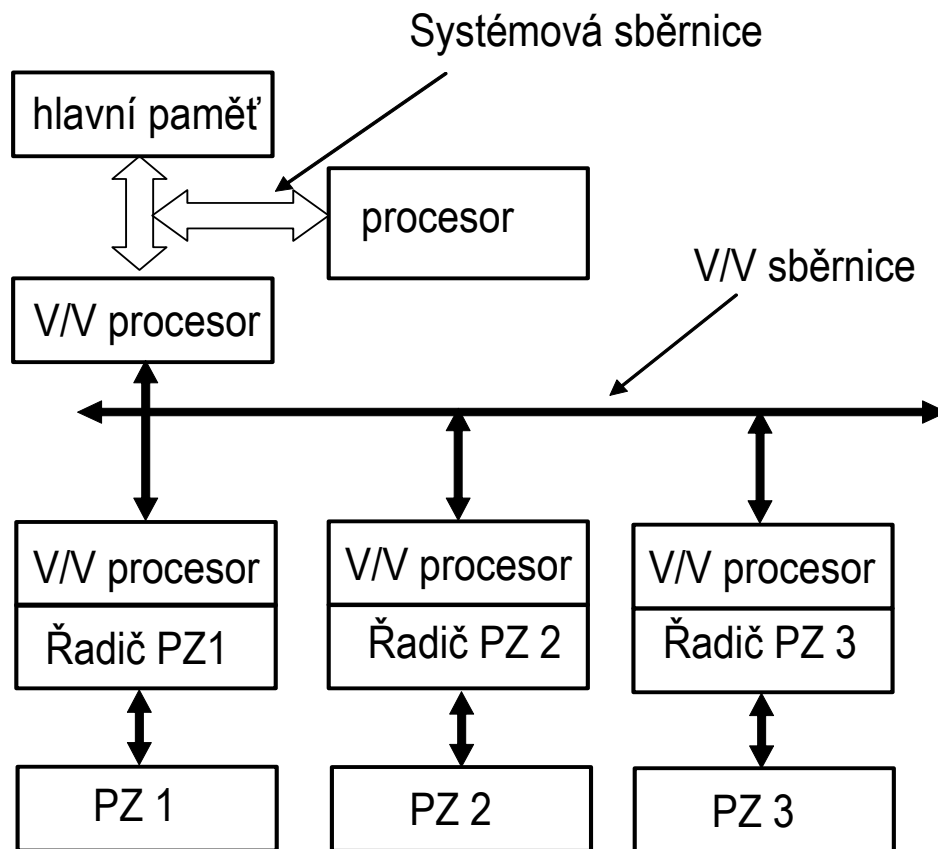 Systémová sběrnice
hlavní paměť
procesor
V/V sběrnice
V/V procesor
V/V procesor
V/V procesor
V/V procesor
Řadič PZ1
Řadič PZ 2
Řadič PZ 3
PZ 1
PZ 2
PZ 3